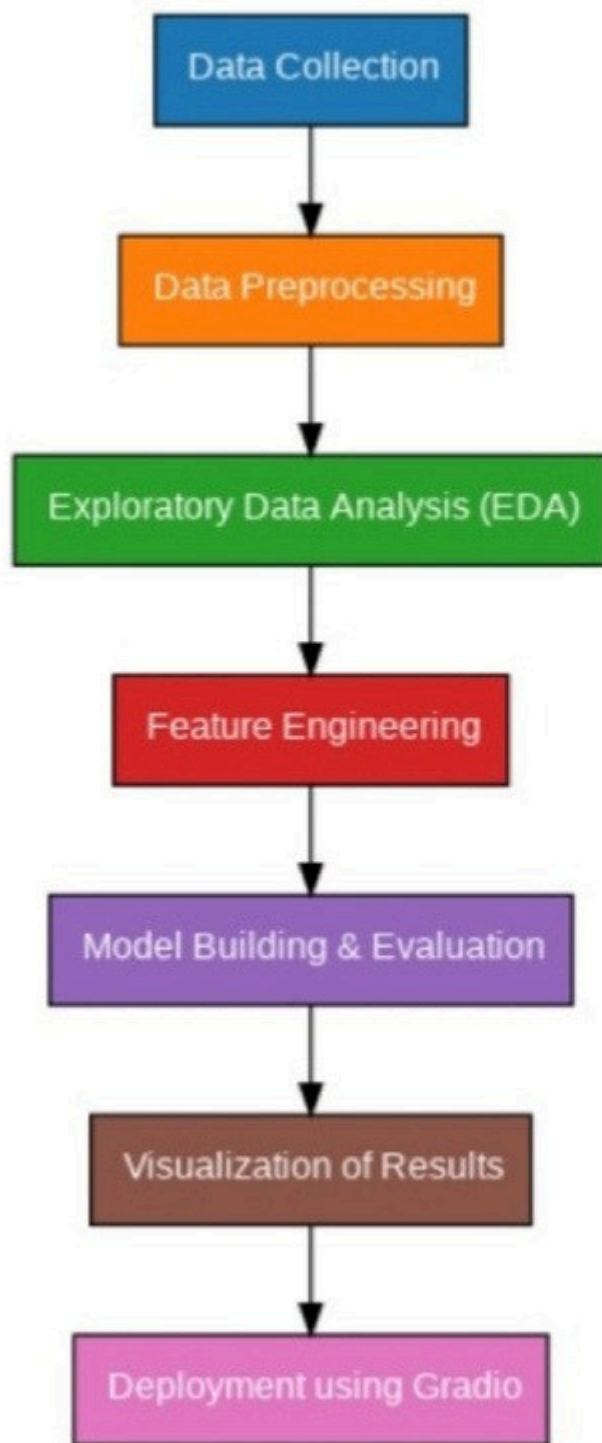 Data Collection
Data Preprocessing
Exploratory Data Analysis (EDA)
Feature Engineering
Model Building & Evaluation
Visualization of Results
Deployment using Gradio